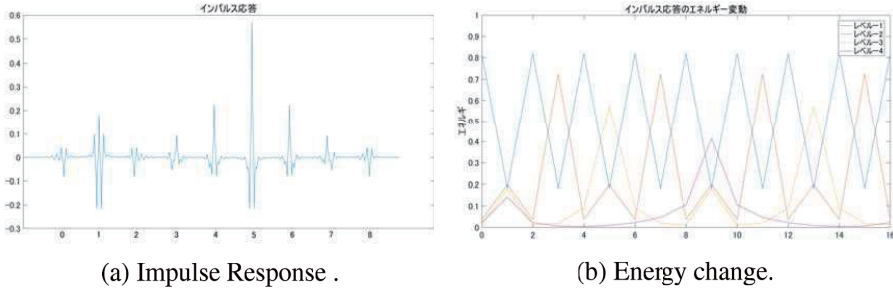 インパルス応答
0.6
0.5
0.4
0.3
0.2
0.1
0
-0.1
-0.2
-0.3
0 1 2 3 4 5 6 7 8
(a) Impulse Response .
インパルス応答のエネルギー変動
レベルー1
レベルー2
レベルー3
レベルー4
エネルギ
1
0.9
0.8
0.7
0.6
0.5
0.4
0.3
0.2
0.1
0
0 2 4 6 8 10 12 14 16
(b) Energy change.